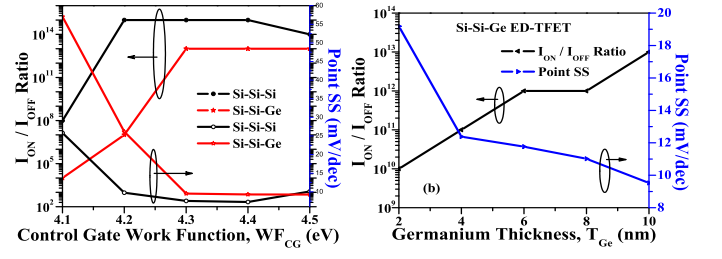 10^14
10^11
10^8
10^5
10^2
I_ON / I_OFF Ratio
4.1 4.2 4.3 4.4 4.5
Control Gate Work Function, WF_CG (eV)
60
55
50
45
40
35
30
25
20
15
10
Point SS (mV/dec)
Si-Si-Si
Si-Si-Ge
Si-Si-Si
Si-Si-Ge
10^13
10^12
10^11
10^10
10^9
I_ON / I_OFF Ratio
Si-Si-Ge ED-TFET
I_ON / I_OFF Ratio
Point SS
(b)
2 4 6 8 10
Germanium Thickness, T_Ge (nm)
20
18
16
14
12
10
8
Point SS (mV/dec)